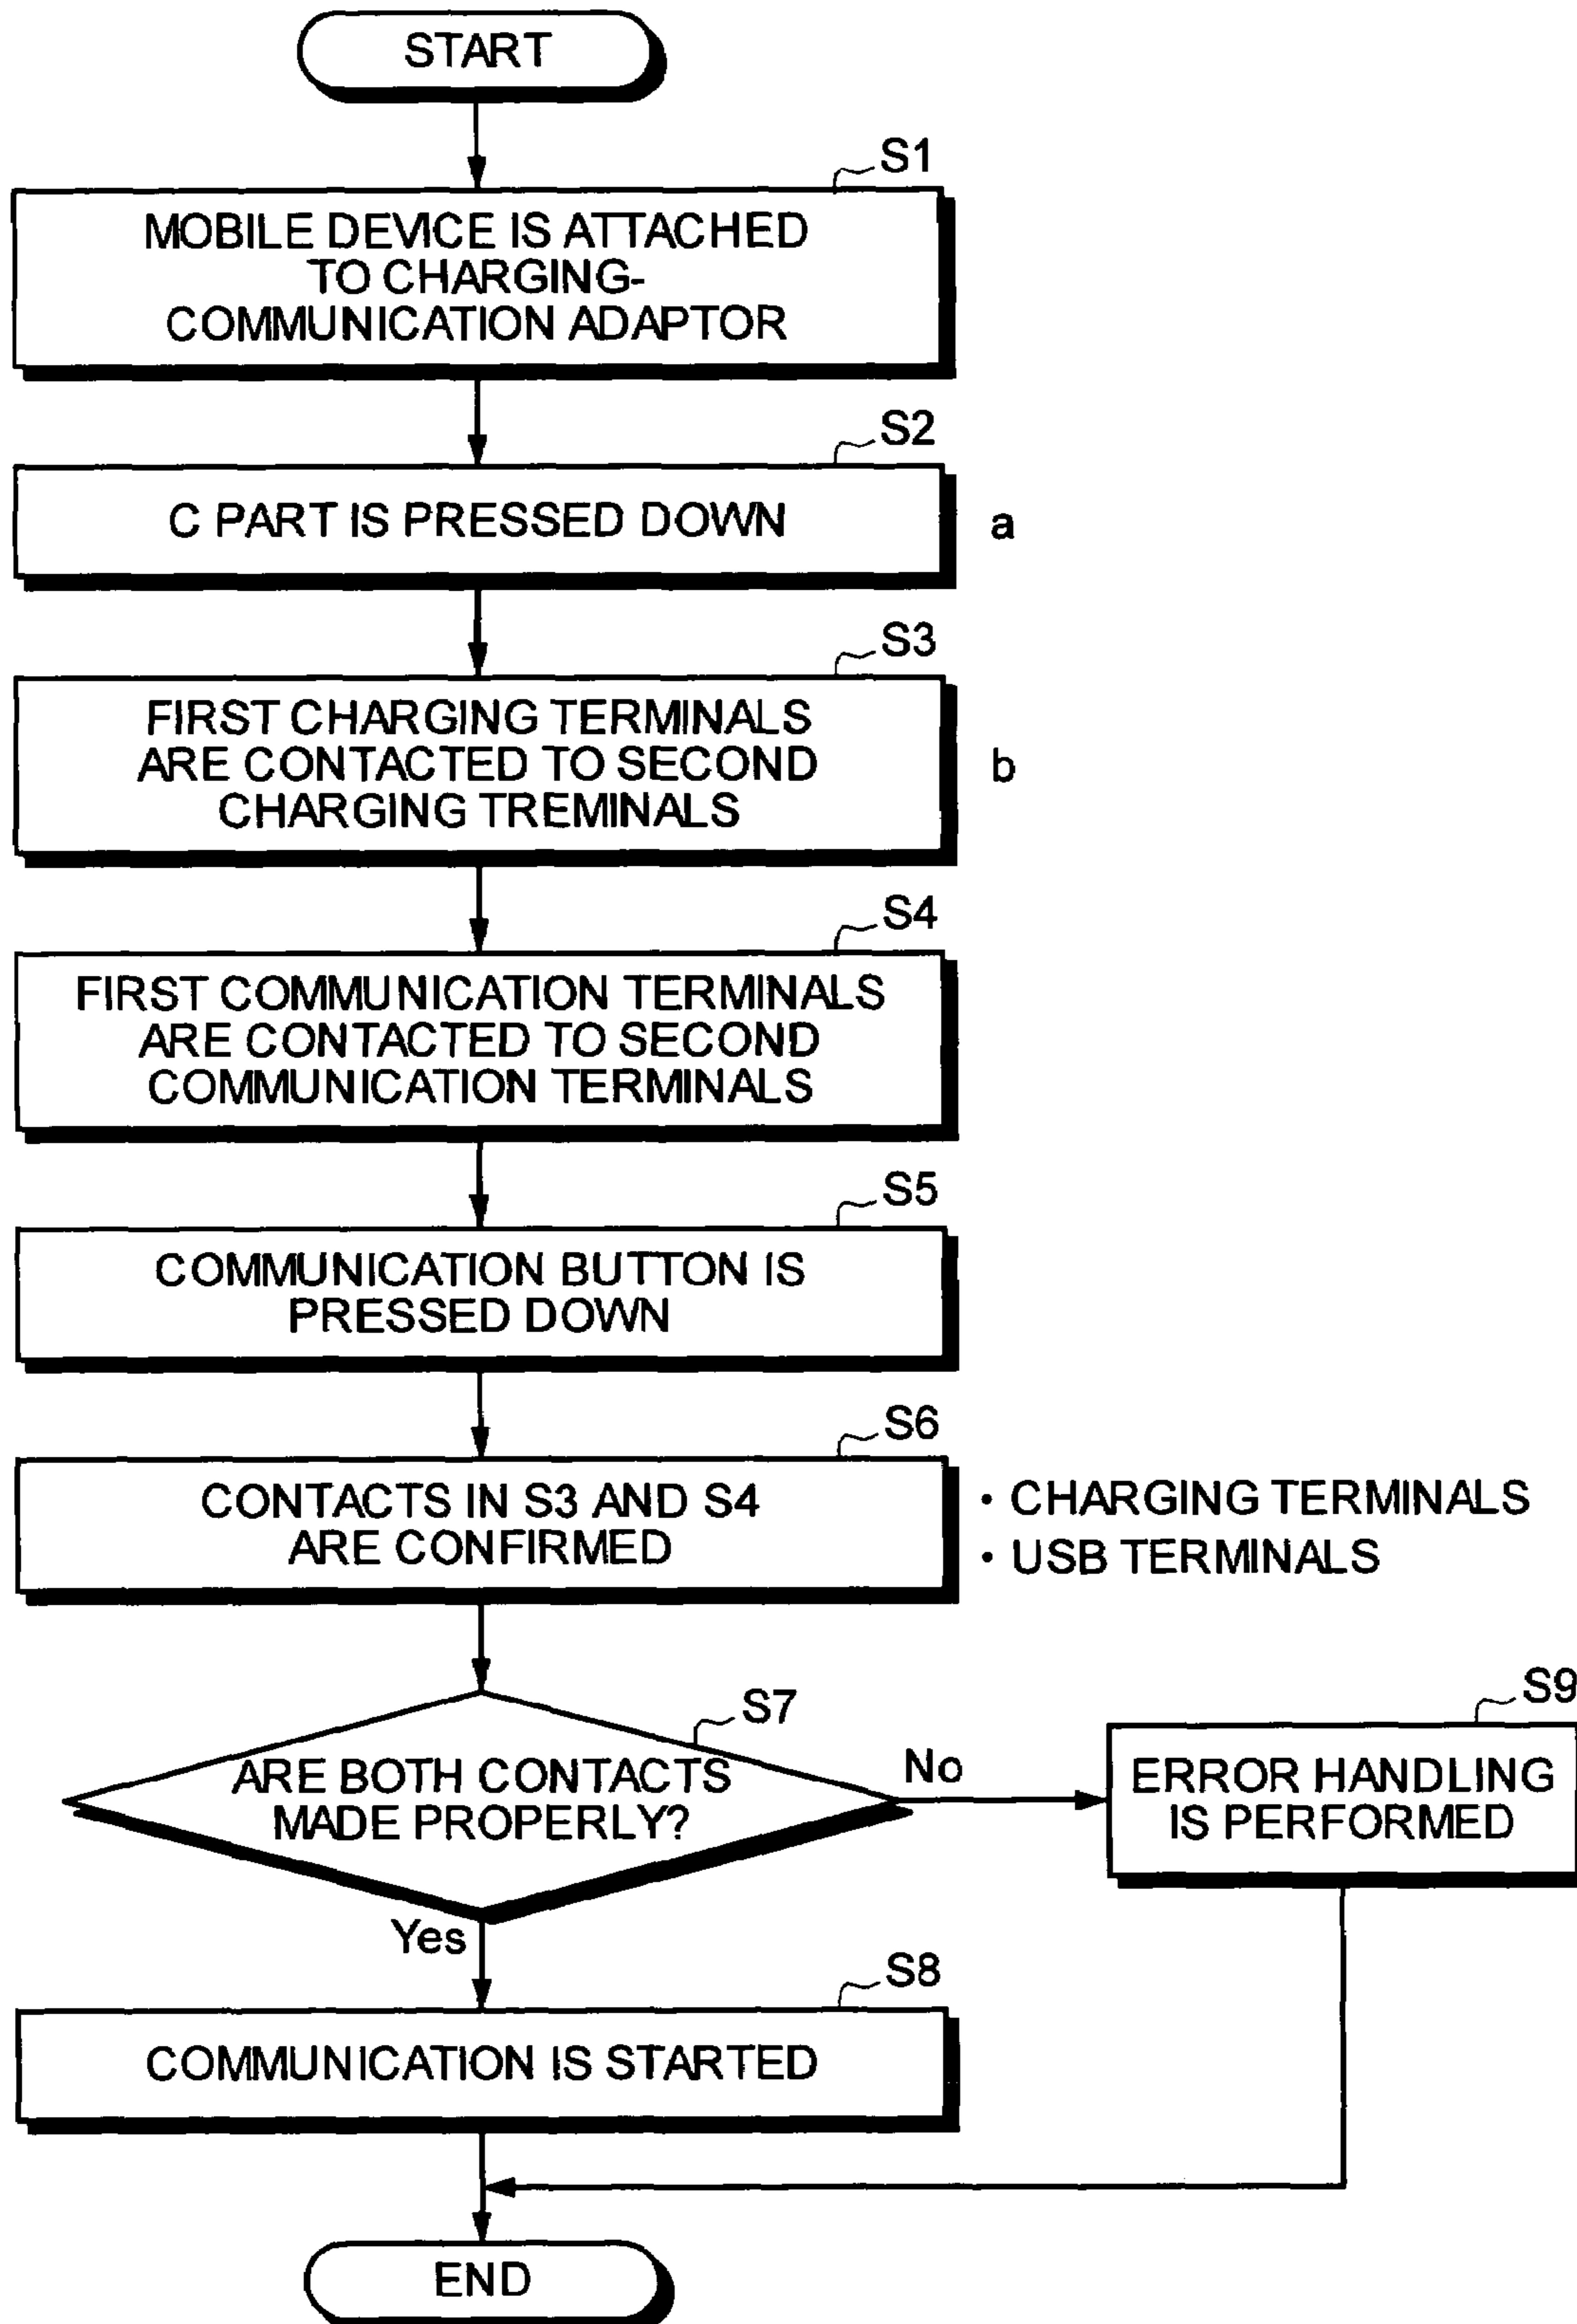 START
S1
MOBILE DEVICE IS ATTACHED
TO CHARGING-
COMMUNICATION ADAPTOR
S2
C PART IS PRESSED DOWN
a
S3
FIRST CHARGING TERMINALS
ARE CONTACTED TO SECOND
CHARGING TREMINALS
b
S4
FIRST COMMUNICATION TERMINALS
ARE CONTACTED TO SECOND
COMMUNICATION TERMINALS
S5
COMMUNICATION BUTTON IS
PRESSED DOWN
S6
CONTACTS IN S3 AND S4
ARE CONFIRMED
· CHARGING TERMINALS
· USB TERMINALS
S7
ARE BOTH CONTACTS
MADE PROPERLY?
No
S9
ERROR HANDLING
IS PERFORMED
Yes
S8
COMMUNICATION IS STARTED
END